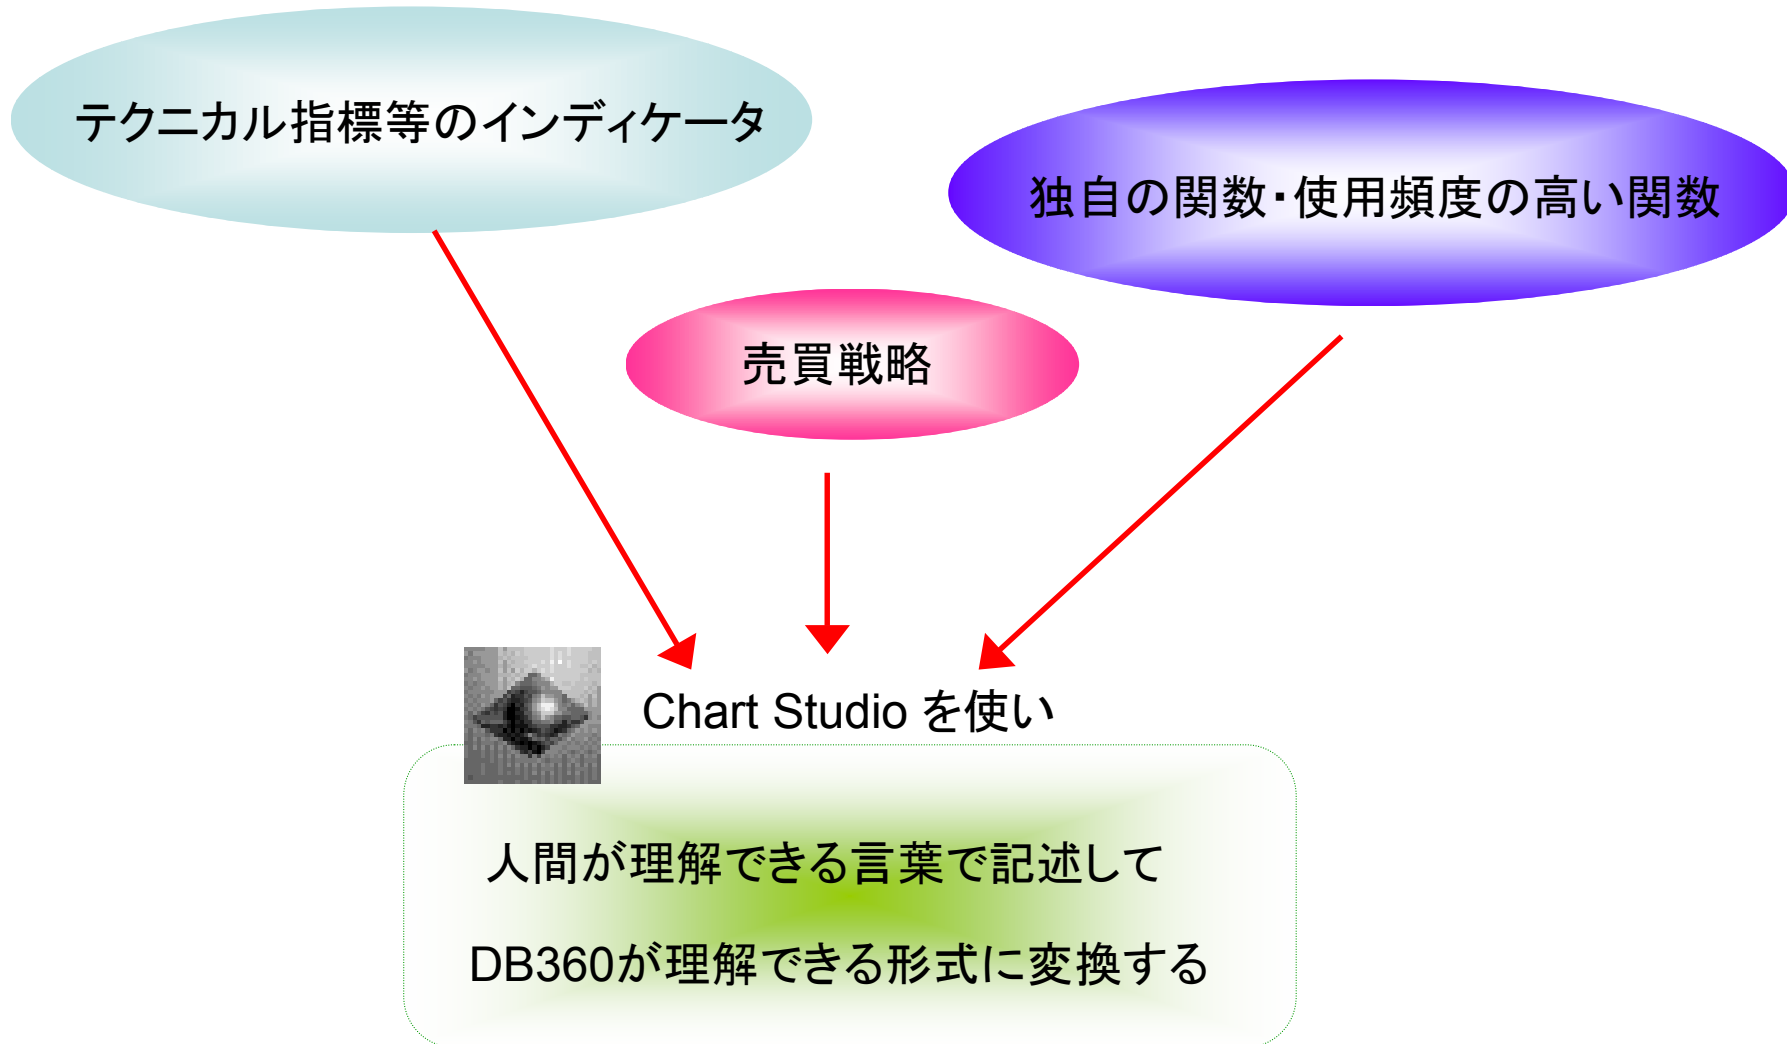 テクニカル指標等のインディケータ
独自の関数・使用頻度の高い関数
売買戦略
Chart Studio を使い
人間が理解できる言葉で記述して
DB360が理解できる形式に変換する